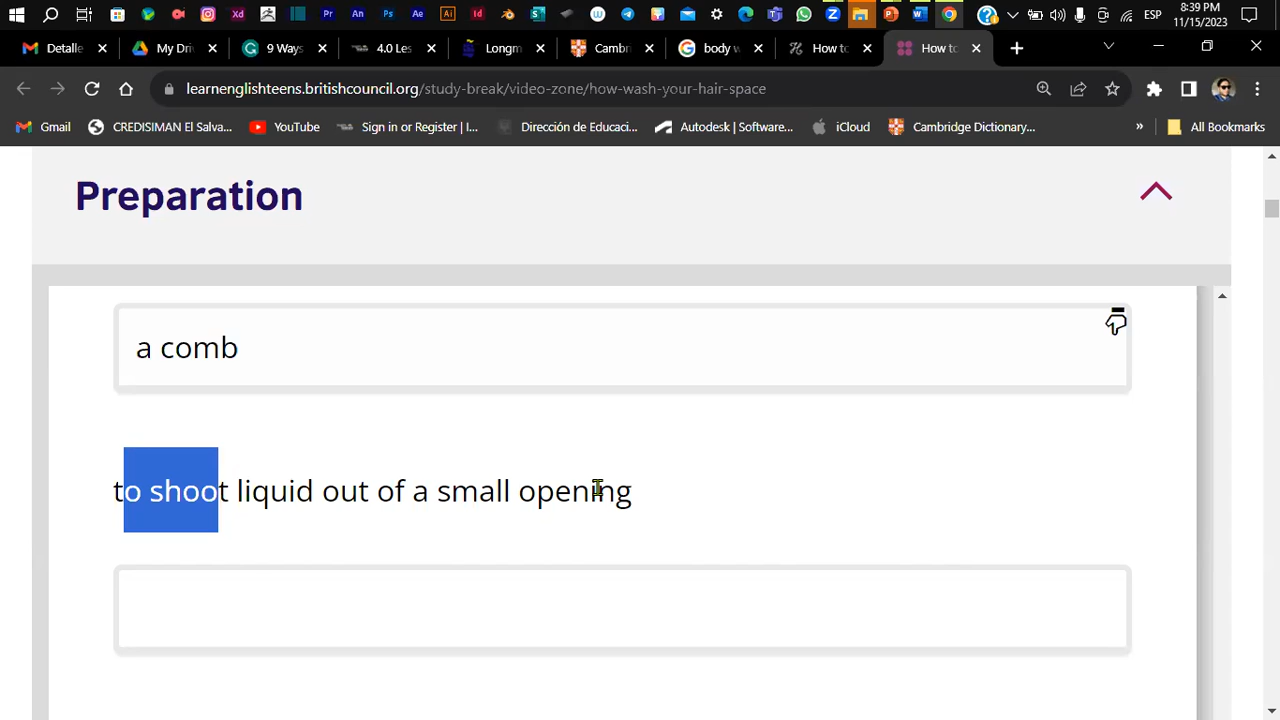 8:39 PM
ESP
11/15/2023
Detalle
My Driv
9 Ways
4.0 Les
Longm
Cambri
body w
How to
How to
learnenglishteens.britishcouncil.org/study-break/video-zone/how-wash-your-hair-space
Gmail
CREDISIMAN El Salva...
YouTube
Sign in or Register | I...
Dirección de Educaci...
Autodesk | Software...
iCloud
Cambridge Dictionary...
»
All Bookmarks
Preparation
a comb
to shoot liquid out of a small opening